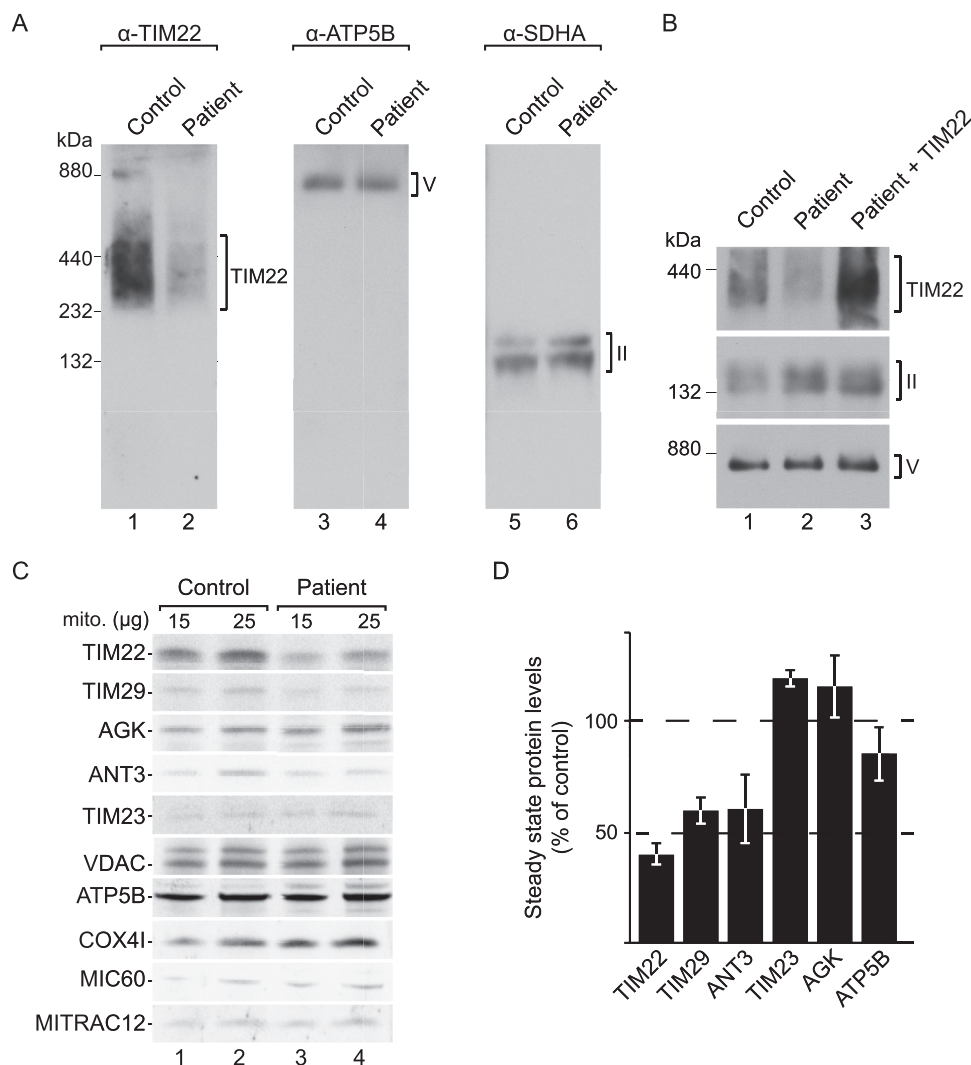 A
α-TIM22
α-ATP5B
α-SDHA
Control
Patient
Control
Patient
Control
Patient
kDa
880
440
232
132
TIM22
V
II
1 2 3 4 5 6
B
Control
Patient
Patient + TIM22
kDa
440
TIM22
132
II
880
V
1 2 3
C
Control Patient
mito. (µg) 15 25 15 25
TIM22
TIM29
AGK
ANT3
TIM23
VDAC
ATP5B
COX4I
MIC60
MITRAC12
1 2 3 4
D
Steady state protein levels
(% of control)
100
50
TIM22
TIM29
ANT3
TIM23
AGK
ATP5B